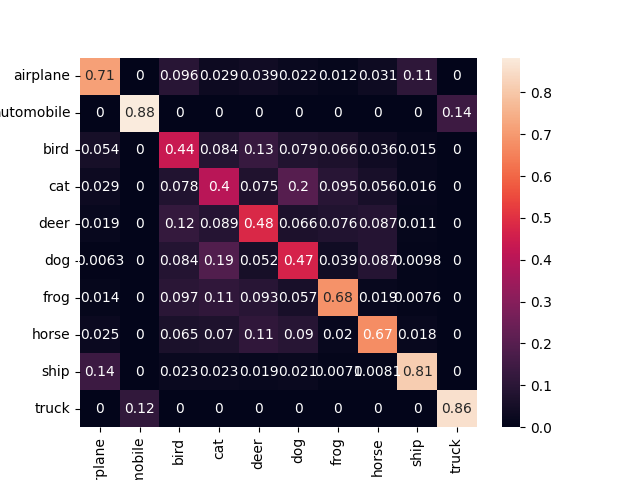 airplane 0.71 0 0.096 0.029 0.039 0.022 0.012 0.031 0.11 0
utomobile 0 0.88 0 0 0 0 0 0 0 0.14
bird 0.054 0 0.44 0.084 0.13 0.079 0.066 0.036 0.015 0
cat 0.029 0 0.078 0.4 0.075 0.2 0.095 0.056 0.016 0
deer 0.019 0 0.12 0.089 0.48 0.066 0.076 0.087 0.011 0
dog 0.0063 0 0.084 0.19 0.052 0.47 0.039 0.087 0.0098 0
frog 0.014 0 0.097 0.11 0.093 0.057 0.68 0.019 0.0076 0
horse 0.025 0 0.065 0.07 0.11 0.09 0.02 0.67 0.018 0
ship 0.14 0 0.023 0.023 0.019 0.021 0.0071 0.0081 0.81 0
truck 0 0.12 0 0 0 0 0 0 0 0.86
rplane mobile bird cat deer dog frog horse ship truck
0.8
0.7
0.6
0.5
0.4
0.3
0.2
0.1
0.0